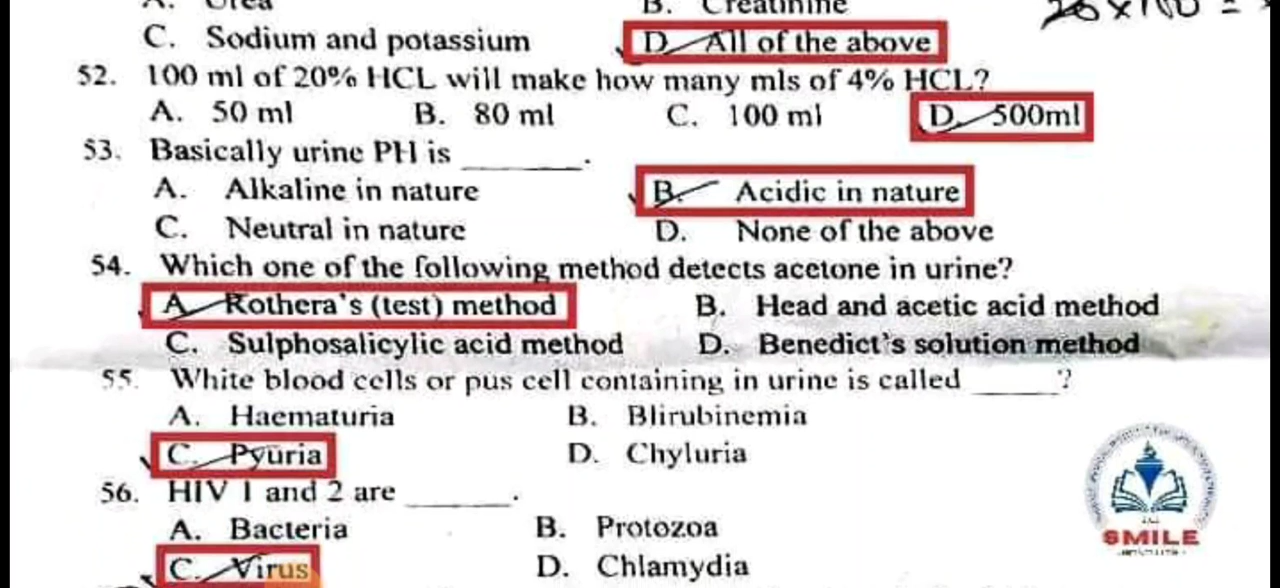 A. Urea B. Creatinine
C. Sodium and potassium D. All of the above
52. 100 ml of 20% HCL will make how many mls of 4% HCL?
A. 50 ml B. 80 ml C. 100 ml D. 500ml
53. Basically urine PH is ______.
A. Alkaline in nature B. Acidic in nature
C. Neutral in nature D. None of the above
54. Which one of the following method detects acetone in urine?
A. Rothera's (test) method B. Head and acetic acid method
C. Sulphosalicylic acid method D. Benedict's solution method
55. White blood cells or pus cell containing in urine is called _____?
A. Haematuria B. Blirubinemia
C. Pyuria D. Chyluria
56. HIV 1 and 2 are ______.
A. Bacteria B. Protozoa
C. Virus D. Chlamydia
SMILE